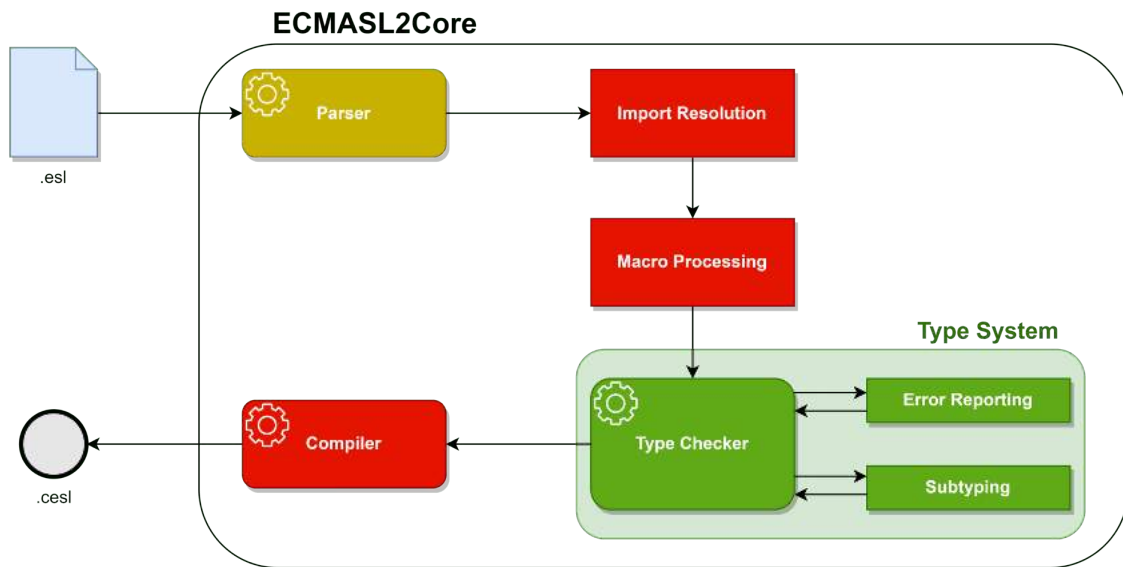 ECMASL2Core
Parser
Import Resolution
.esl
Macro Processing
Type System
Error Reporting
Type Checker
Compiler
Subtyping
.cesl